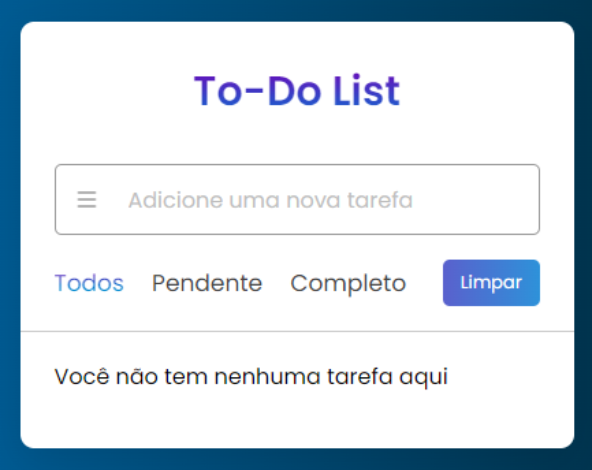 To-Do List
Adicione uma nova tarefa
Todos Pendente Completo Limpar
Você não tem nenhuma tarefa aqui